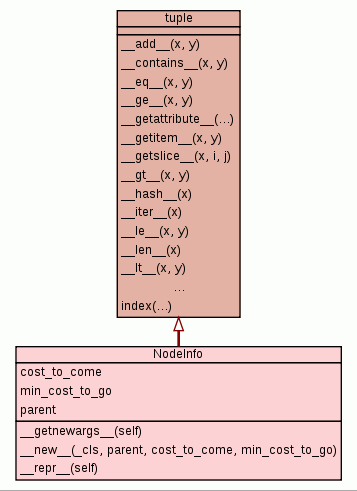 tuple
__add__(x, y)
__contains__(x, y)
__eq__(x, y)
__ge__(x, y)
__getattribute__(...)
__getitem__(x, y)
__getslice__(x, i, j)
__gt__(x, y)
__hash__(x)
__iter__(x)
__le__(x, y)
__len__(x)
__lt__(x, y)
...
index(...)
NodeInfo
cost_to_come
min_cost_to_go
parent
__getnewargs__(self)
__new__(_cls, parent, cost_to_come, min_cost_to_go)
__repr__(self)